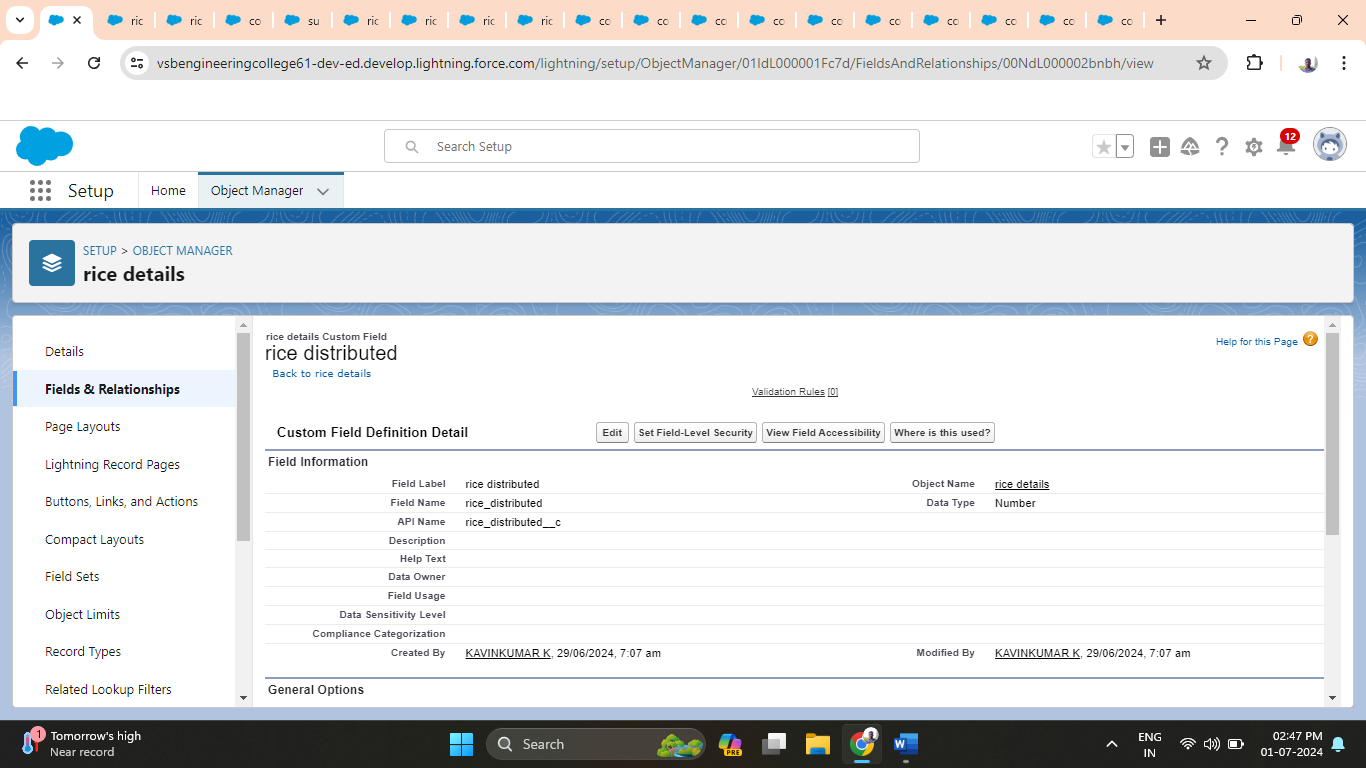 ric
ric
co
su
ric
ric
ric
ric
co
co
co
co
co
co
co
co
co
co
vsbengineeringcollege61-dev-ed.develop.lightning.force.com/lightning/setup/ObjectManager/01IdL000001Fc7d/FieldsAndRelationships/00NdL000002bnbh/view
Search Setup
12
Setup
Home
Object Manager
SETUP > OBJECT MANAGER
rice details
Details
Fields & Relationships
Page Layouts
Lightning Record Pages
Buttons, Links, and Actions
Compact Layouts
Field Sets
Object Limits
Record Types
Related Lookup Filters
rice details Custom Field
rice distributed
Back to rice details
Help for this Page ?
Validation Rules [0]
Custom Field Definition Detail
Edit
Set Field-Level Security
View Field Accessibility
Where is this used?
Field Information
Field Label rice distributed Object Name rice details
Field Name rice_distributed Data Type Number
API Name rice_distributed__c
Description
Help Text
Data Owner
Field Usage
Data Sensitivity Level
Compliance Categorization
Created By KAVINKUMAR K, 29/06/2024, 7:07 am Modified By KAVINKUMAR K, 29/06/2024, 7:07 am
General Options
1
Tomorrow's high
Near record
Search
PRE
W
ENG
IN
02:47 PM
01-07-2024